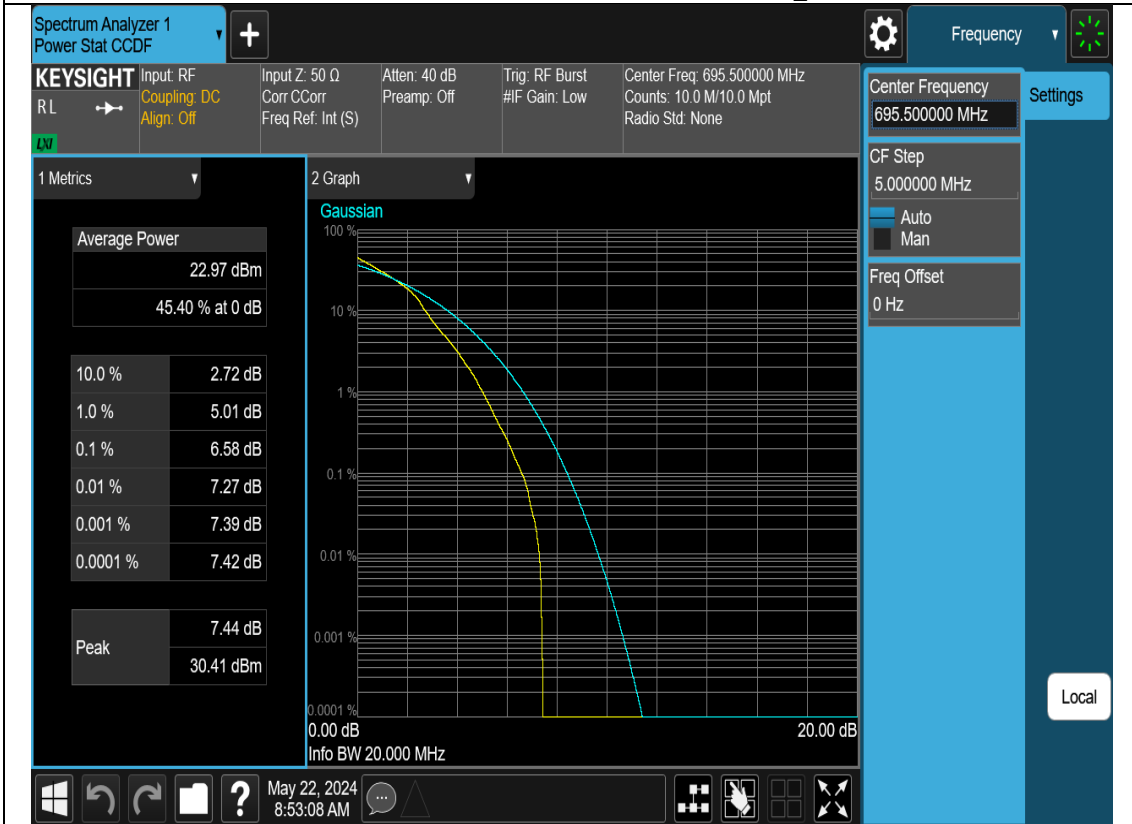 Spectrum Analyzer 1
Power Stat CCDF
+
Frequency
KEYSIGHT
RL
LXI
Input: RF
Coupling: DC
Align: Off
Input Z: 50 Ω
Corr CCorr
Freq Ref: Int (S)
Atten: 40 dB
Preamp: Off
Trig: RF Burst
#IF Gain: Low
Center Freq: 695.500000 MHz
Counts: 10.0 M/10.0 Mpt
Radio Std: None
Center Frequency
695.500000 MHz
Settings
CF Step
5.000000 MHz
Auto
Man
Freq Offset
0 Hz
Local
1 Metrics
Average Power
22.97 dBm
45.40 % at 0 dB
10.0 % 2.72 dB
1.0 % 5.01 dB
0.1 % 6.58 dB
0.01 % 7.27 dB
0.001 % 7.39 dB
0.0001 % 7.42 dB
Peak
7.44 dB
30.41 dBm
2 Graph
Gaussian
100 %
10 %
1 %
0.1 %
0.01 %
0.001 %
0.0001 %
0.00 dB 20.00 dB
Info BW 20.000 MHz
?
May 22, 2024
8:53:08 AM